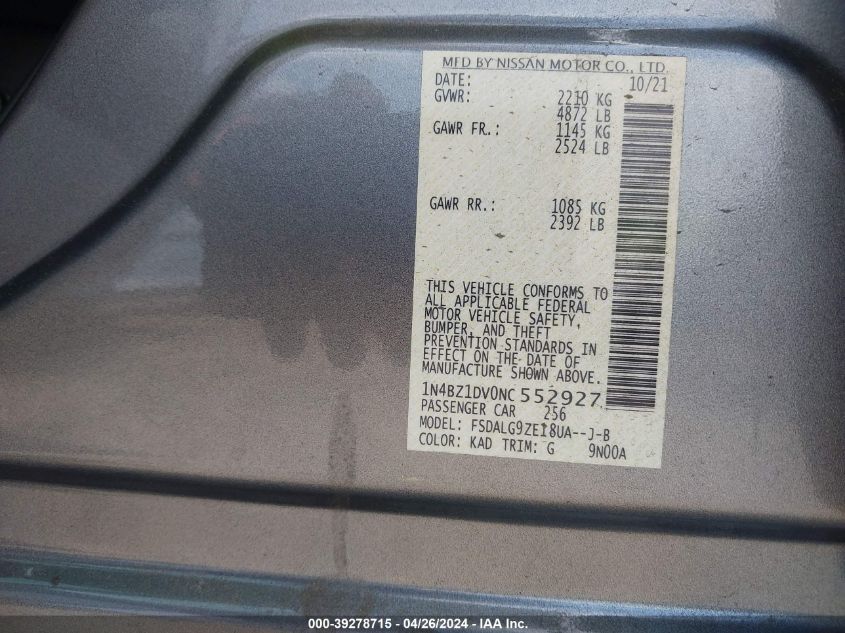 MFD BY NISSAN MOTOR CO., LTD.
DATE: 10/21
GVWR: 2210 KG
4872 LB
GAWR FR.: 1145 KG
2524 LB
GAWR RR.: 1085 KG
2392 LB
THIS VEHICLE CONFORMS TO
ALL APPLICABLE FEDERAL
MOTOR VEHICLE SAFETY,
BUMPER, AND THEFT
PREVENTION STANDARDS IN
EFFECT ON THE DATE OF
MANUFACTURE SHOWN ABOVE.
1N4BZ1DV0NC552927
PASSENGER CAR 256
MODEL: FSDALG9ZE18UA--J-B
COLOR: KAD TRIM: G 9N00A
000-39278715 - 04/26/2024 - IAA Inc.